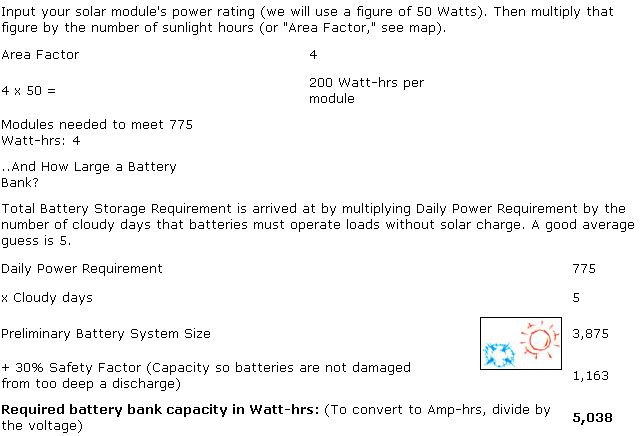 Input your solar module's power rating (we will use a figure of 50 Watts). Then multiply that
figure by the number of sunlight hours (or "Area Factor," see map).
Area Factor 4
4 x 50 = 200 Watt-hrs per
module
Modules needed to meet 775
Watt-hrs: 4
..And How Large a Battery
Bank?
Total Battery Storage Requirement is arrived at by multiplying Daily Power Requirement by the
number of cloudy days that batteries must operate loads without solar charge. A good average
guess is 5.
Daily Power Requirement 775
x Cloudy days 5
Preliminary Battery System Size 3,875
+ 30% Safety Factor (Capacity so batteries are not damaged
from too deep a discharge) 1,163
Required battery bank capacity in Watt-hrs: (To convert to Amp-hrs, divide by
the voltage) 5,038